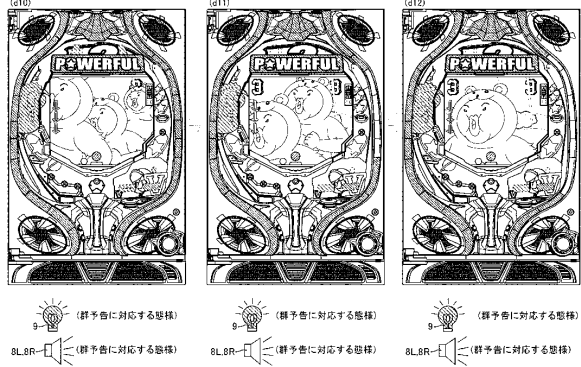 (d10) (d11) (d12)
P☆WERFUL P☆WERFUL P☆WERFUL
3 3 3 3
9 (群予告に対応する態様) 9 (群予告に対応する態様) 9 (群予告に対応する態様)
8L,8R (群予告に対応する態様) 8L,8R (群予告に対応する態様) 8L,8R (群予告に対応する態様)